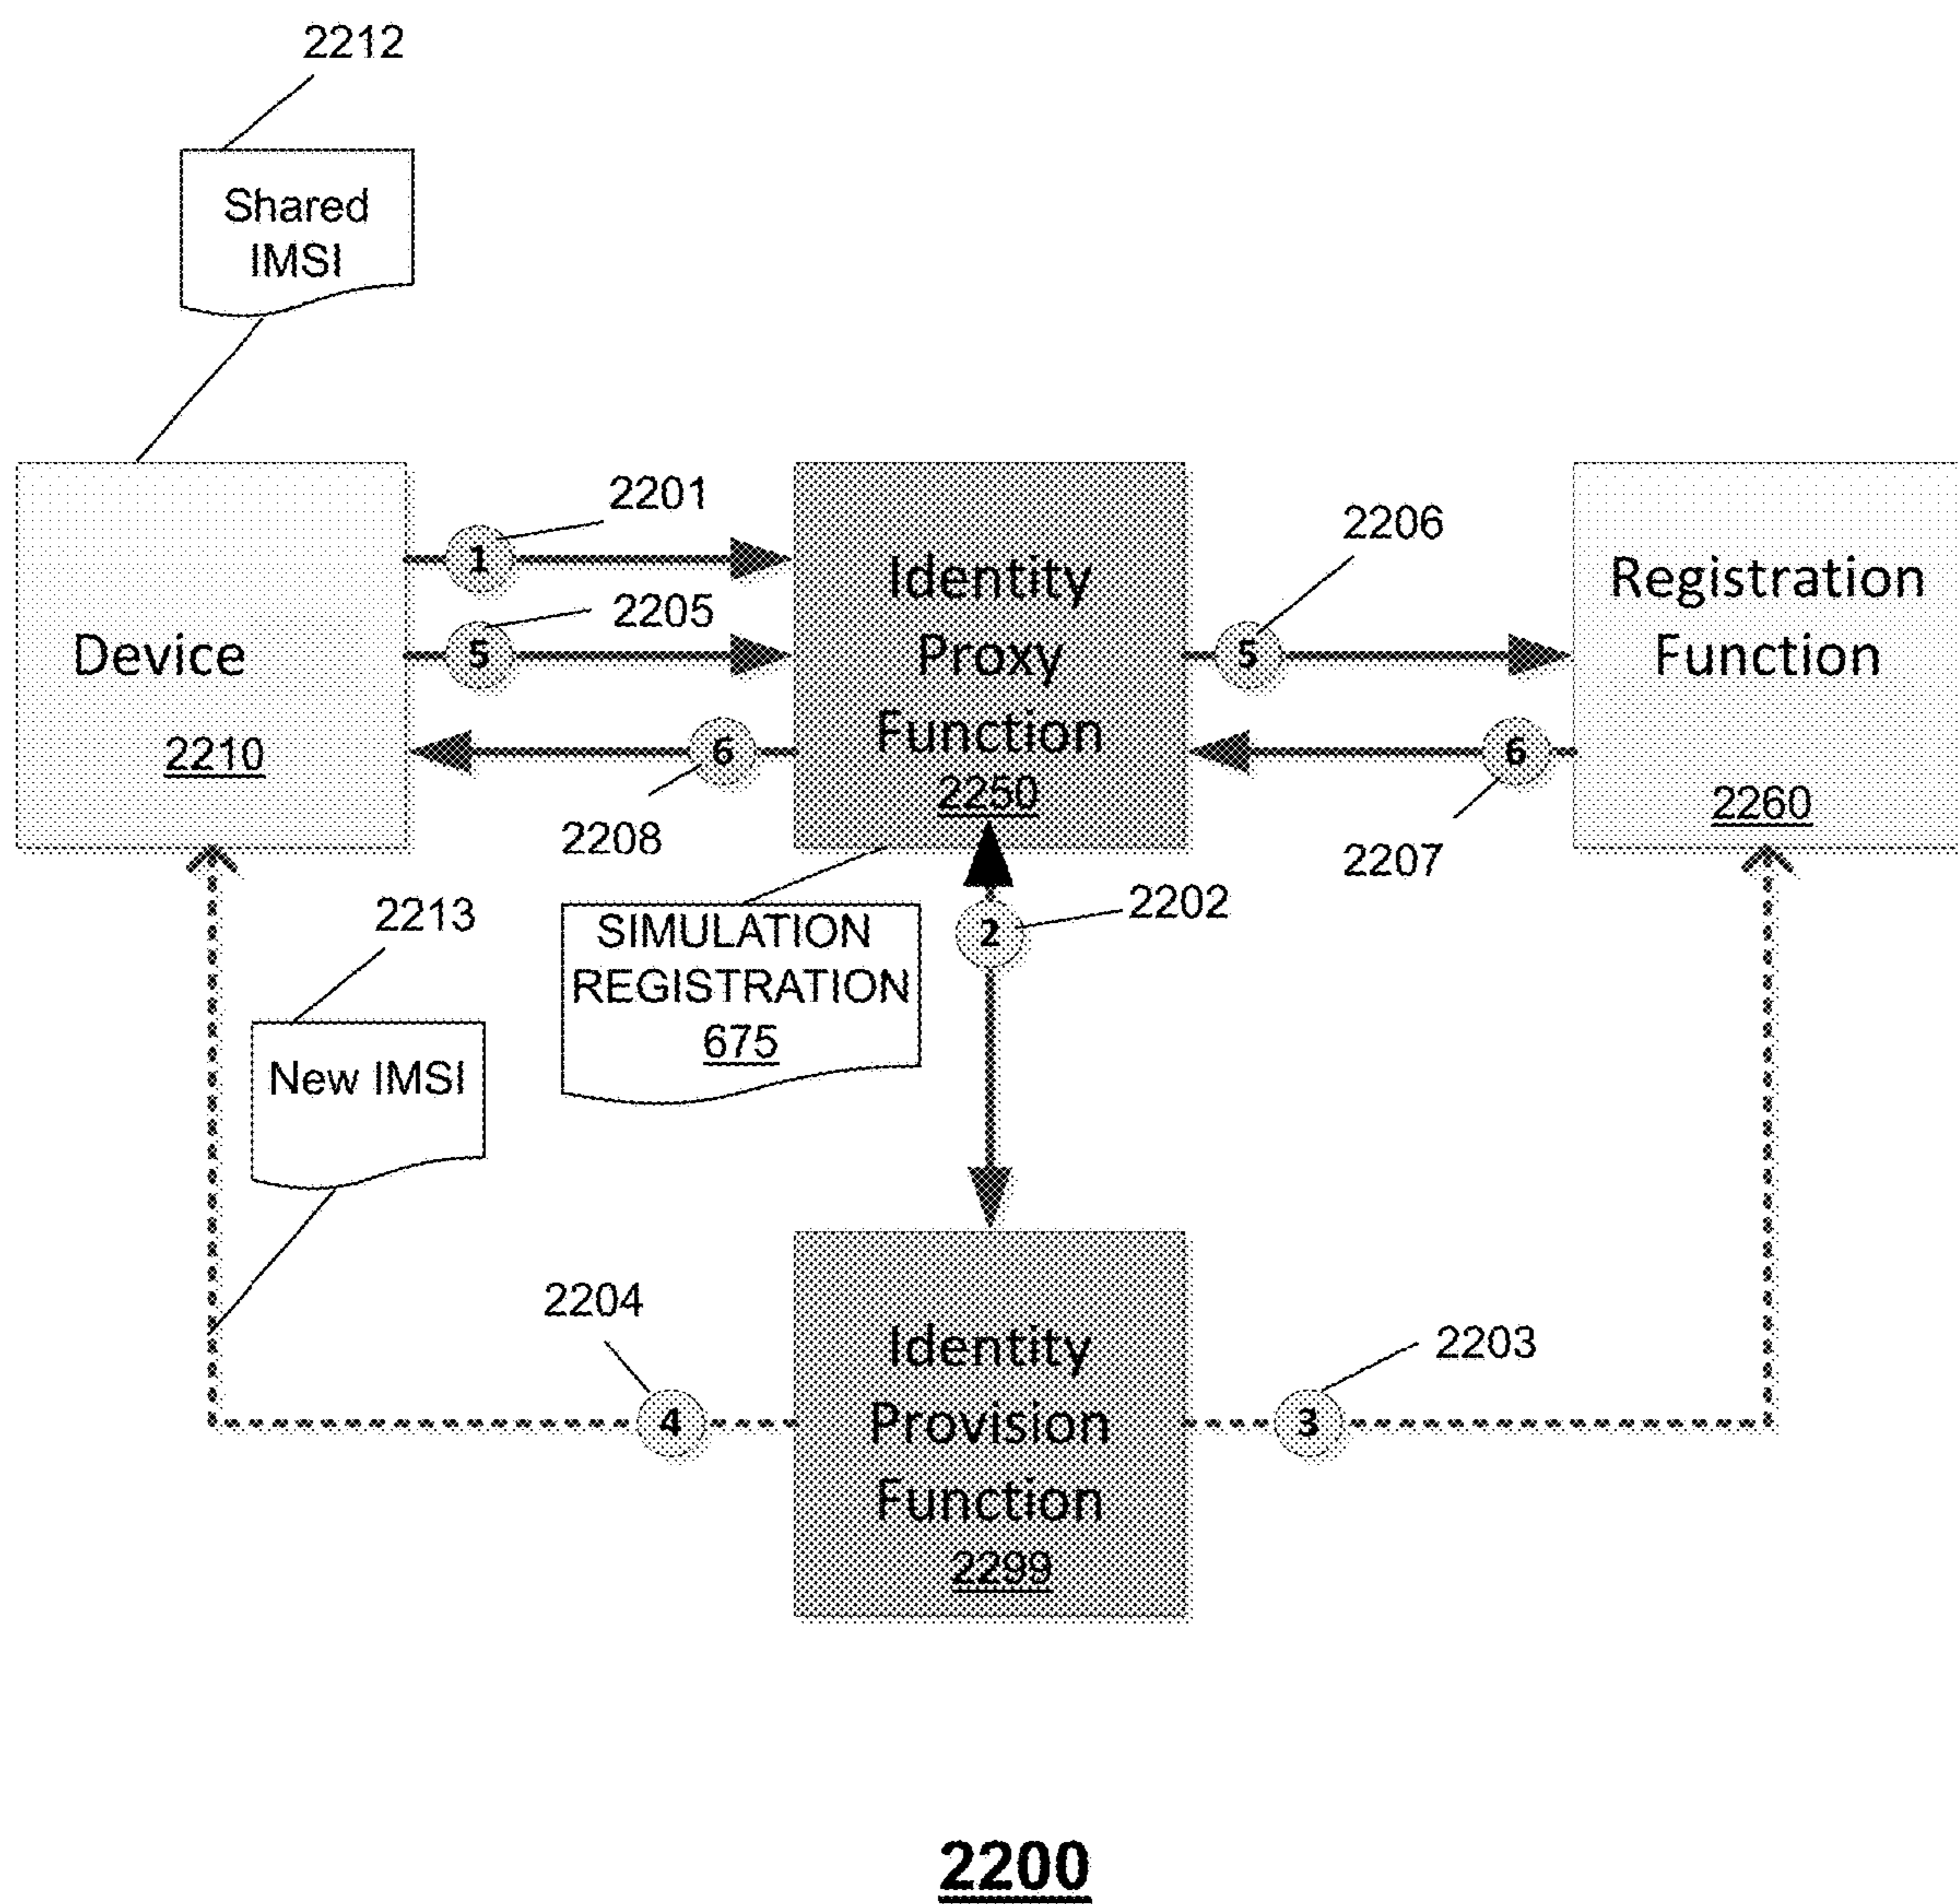 2212
Shared
IMSI
2201
1
2205
5
Device
2210
6
2208
Identity
Proxy
Function
2250
2206
5
6
2207
Registration
Function
2260
2213
New IMSI
SIMULATION
REGISTRATION
675
2
2202
2204
4
Identity
Provision
Function
2299
2203
3
2200